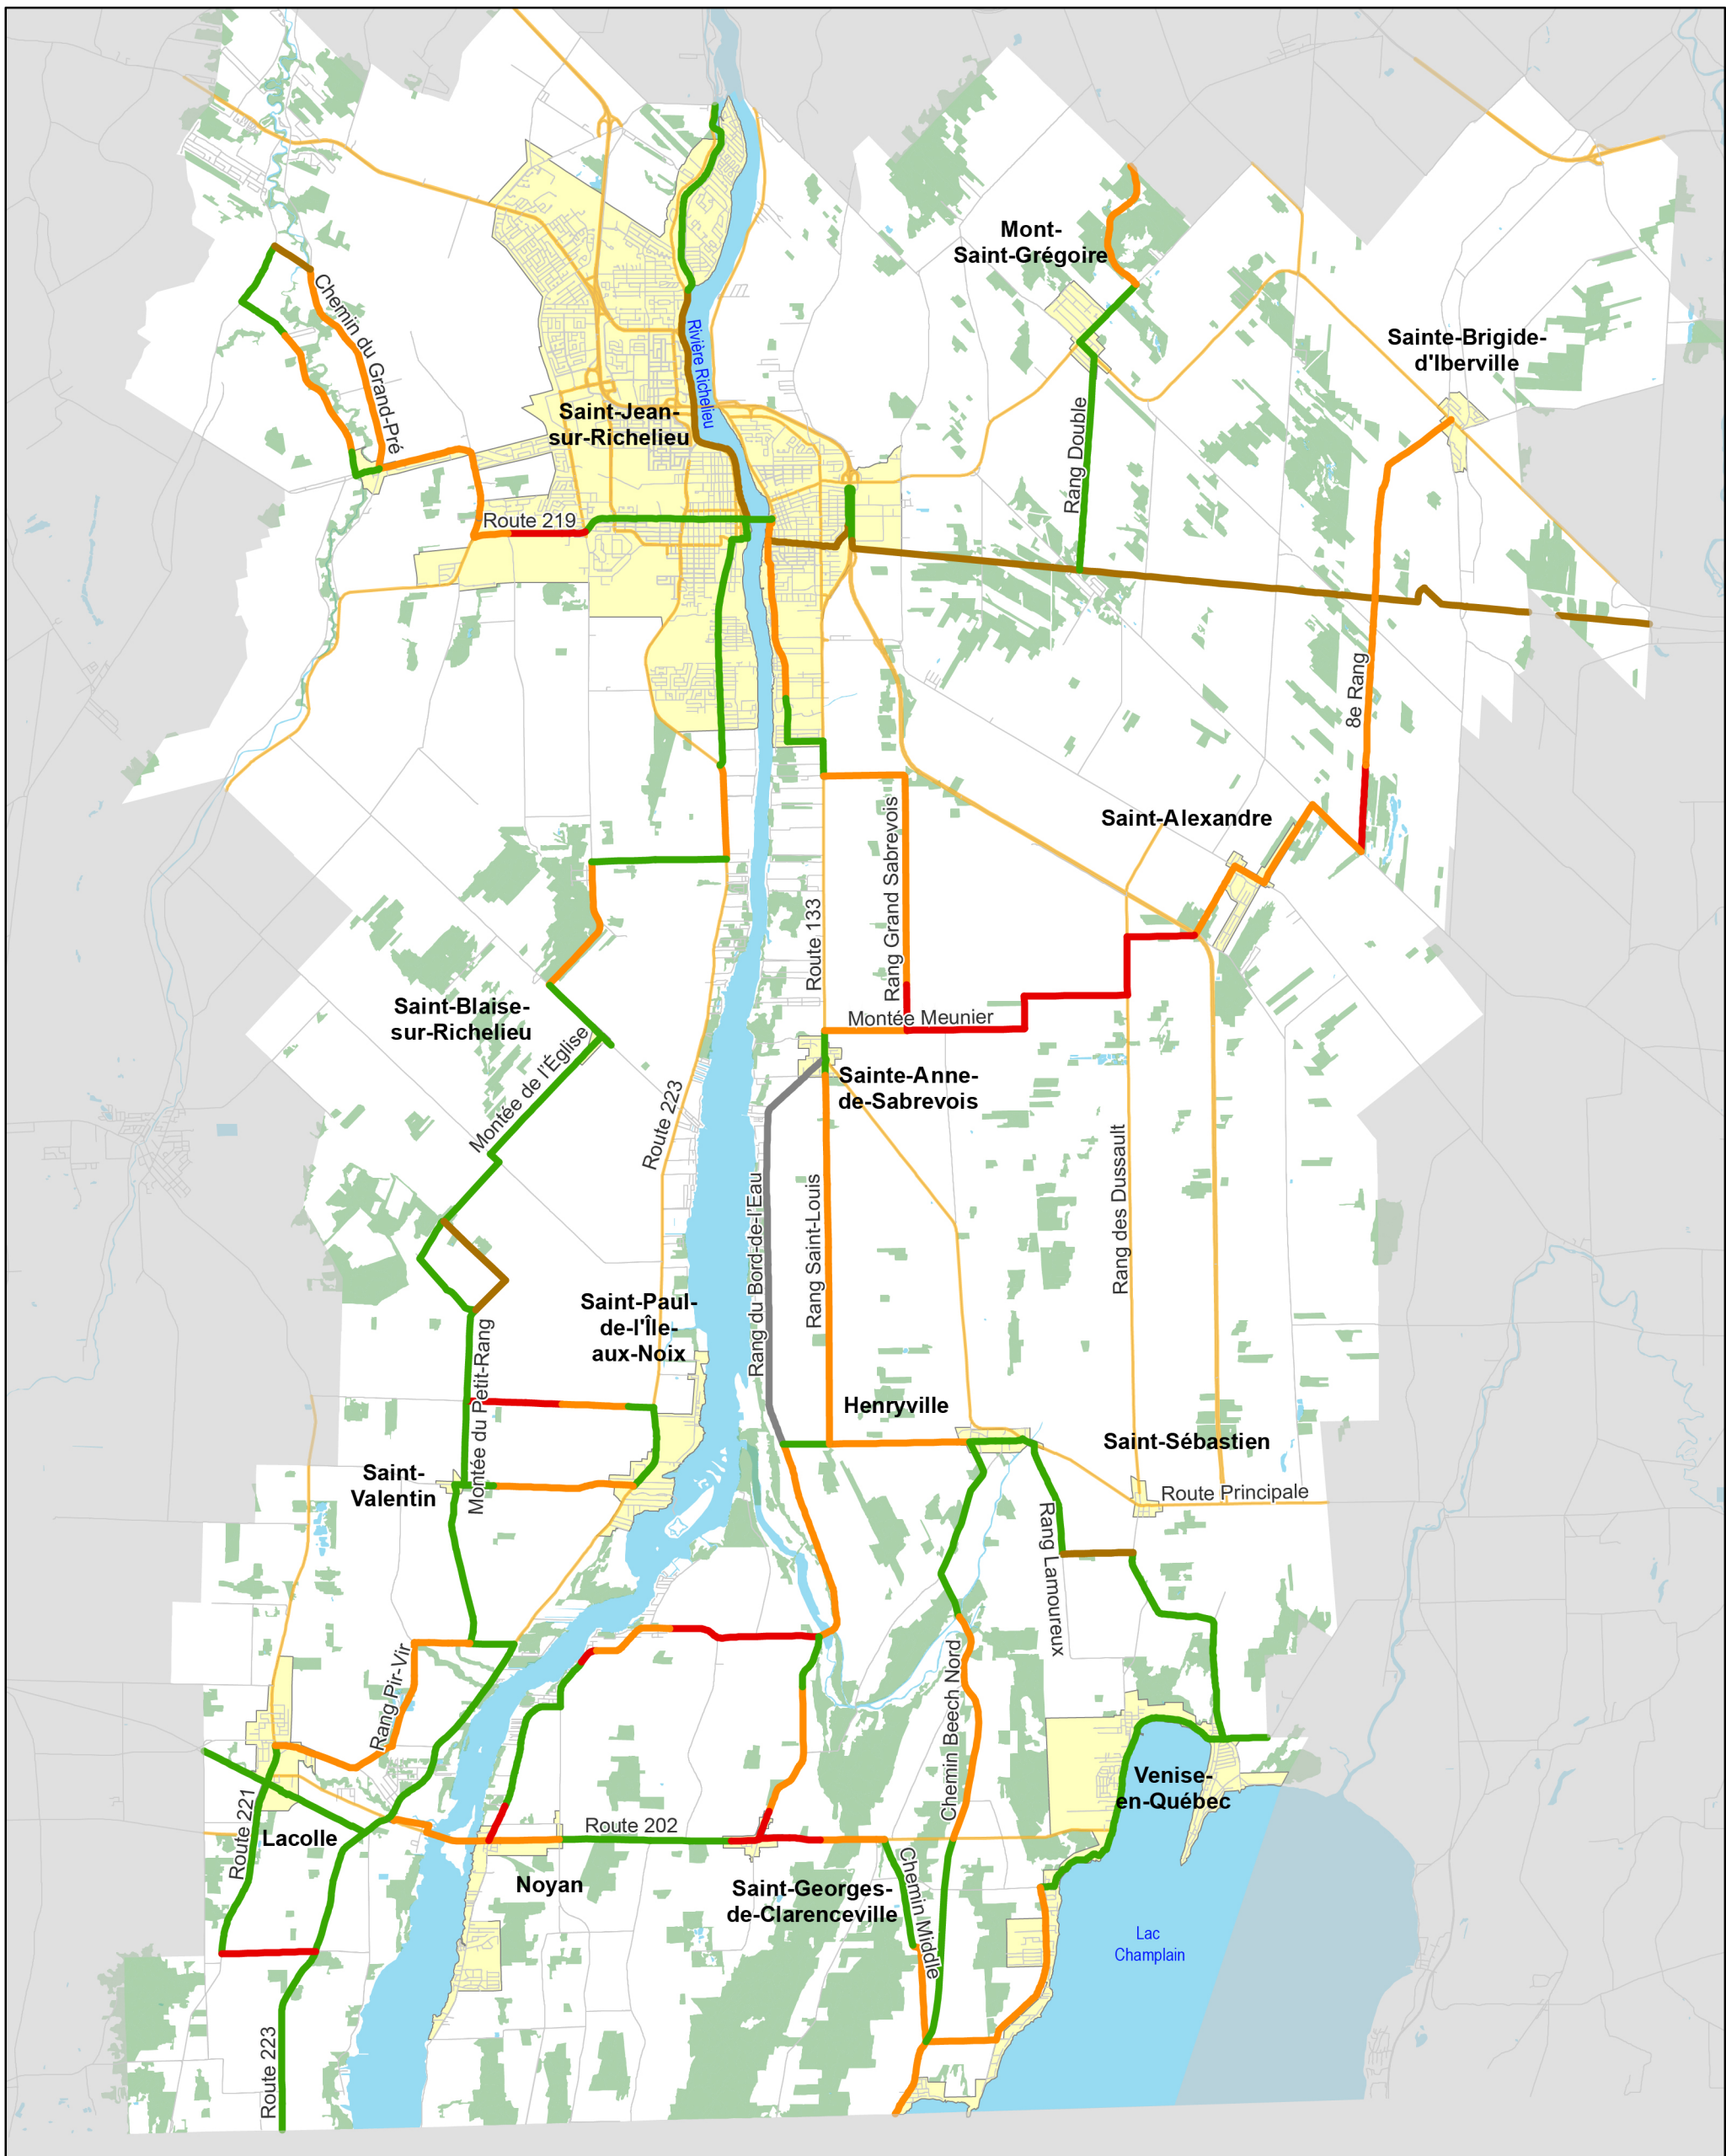 Mont-
Saint-Grégoire
Chemin du Grand-Pré
Rivière Richelieu
Sainte-Brigide-
d'Iberville
Saint-Jean-
sur-Richelieu
Rang Double
Route 219
8e Rang
Saint-Alexandre
Rang Grand Sabrevois
Route 133
Saint-Blaise-
sur-Richelieu
Montée Meunier
Montée de l'Église
Sainte-Anne-
de-Sabrevois
Route 223
Rang du Bord-de-l'Eau
Rang Saint-Louis
Rang des Dussault
Saint-Paul-
de-l'Île-
aux-Noix
Montée du Petit-Rang
Henryville
Saint-Sébastien
Saint-
Valentin
Route Principale
Rang Lamoureux
Rang Pir-Vir
Chemin Beech Nord
Venise-
en-Québec
Route 221
Lacolle
Route 202
Noyan
Saint-Georges-
de-Clarenceville
Chemin Middle
Lac
Champlain
Route 223